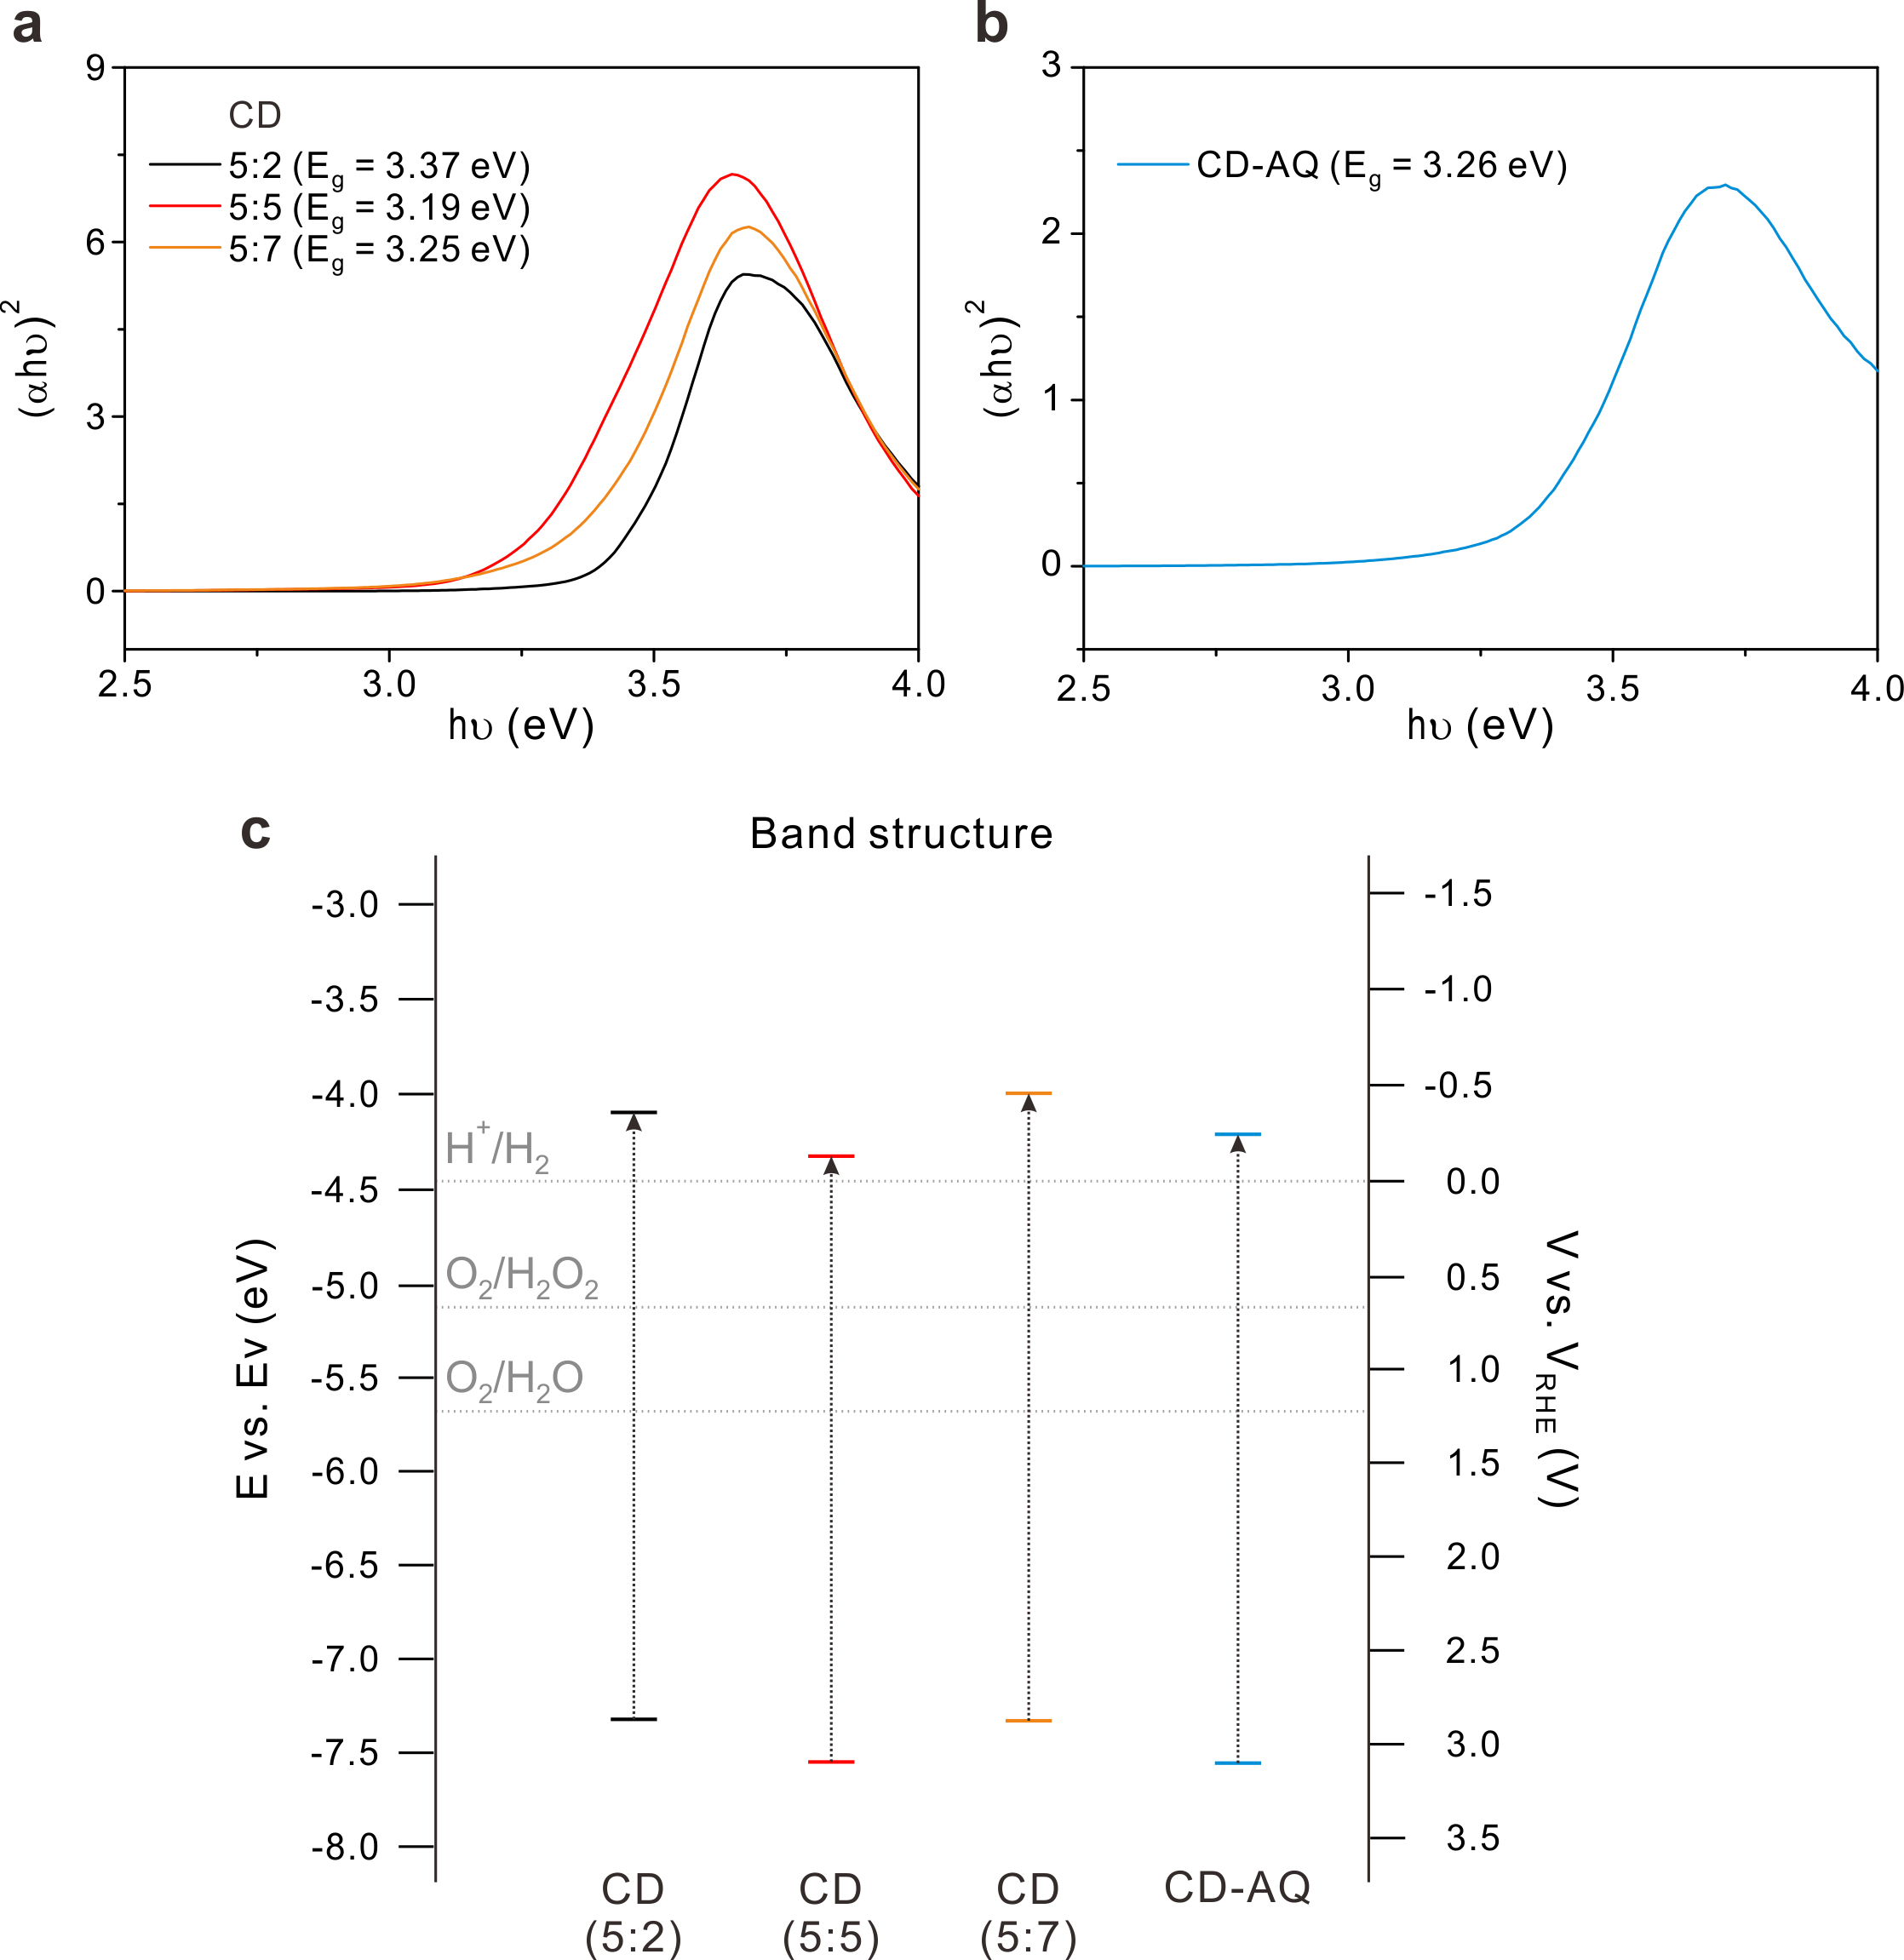 a
9
6
3
0
(αhυ)²
CD
5:2 (Eg = 3.37 eV)
5:5 (Eg = 3.19 eV)
5:7 (Eg = 3.25 eV)
2.5 3.0 3.5 4.0
hυ (eV)
b
3
2
1
0
(αhυ)²
CD-AQ (Eg = 3.26 eV)
2.5 3.0 3.5 4.0
hυ (eV)
c
Band structure
E vs. Ev (eV)
-3.0
-3.5
-4.0
-4.5
-5.0
-5.5
-6.0
-6.5
-7.0
-7.5
-8.0
H⁺/H₂
O₂/H₂O₂
O₂/H₂O
-1.5
-1.0
-0.5
0.0
0.5
1.0
1.5
2.0
2.5
3.0
3.5
V vs. VRHE (V)
CD
(5:2)
CD
(5:5)
CD
(5:7)
CD-AQ